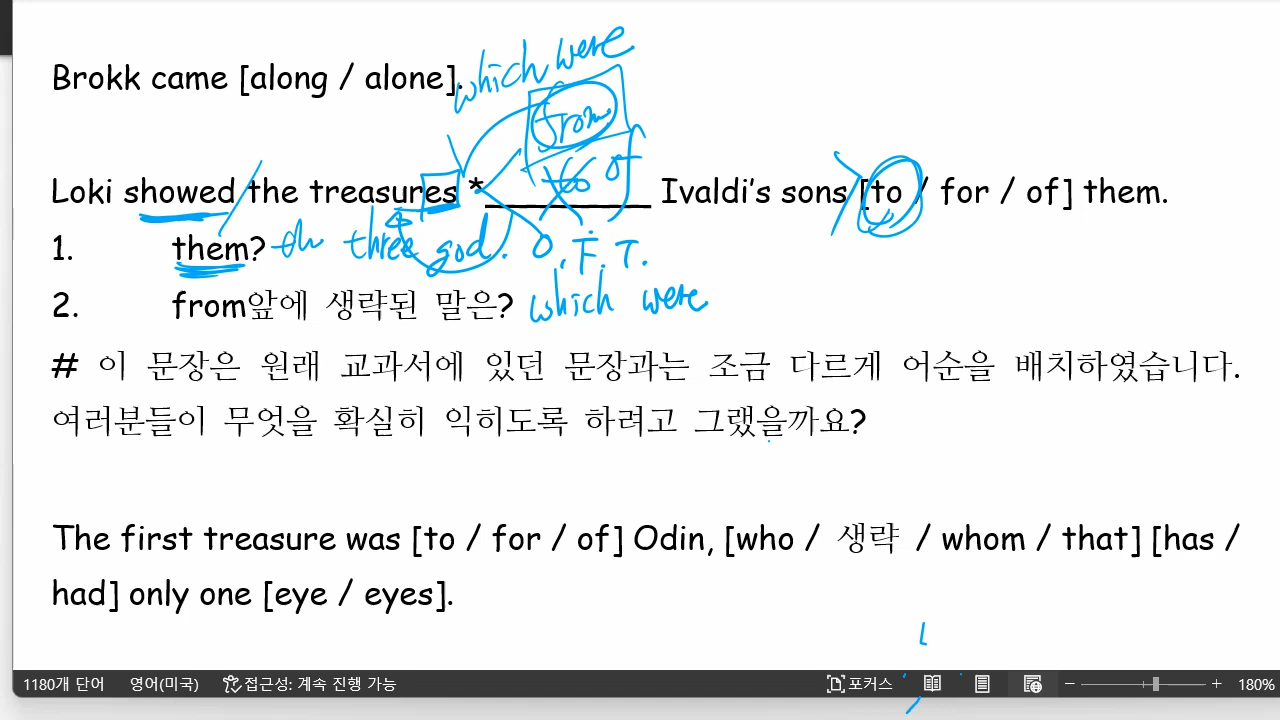 which were
Brokk came [along / alone].
from
of
Loki showed the treasures *__________ Ivaldi's sons [to / for / of] them.
1. them? the three god. O, F. T.
2. from앞에 생략된 말은? which were
# 이 문장은 원래 교과서에 있던 문장과는 조금 다르게 어순을 배치하였습니다.
여러분들이 무엇을 확실히 익히도록 하려고 그랬을까요?
The first treasure was [to / for / of] Odin, [who / 생략 / whom / that] [has /
had] only one [eye / eyes].
1180개 단어 영어(미국) 접근성: 계속 진행 가능 포커스 180%